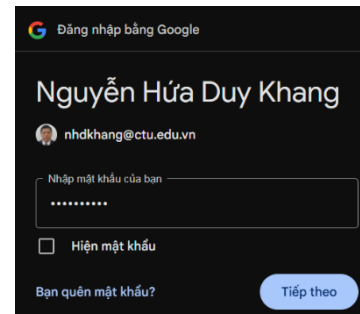 Đăng nhập bằng Google
Nguyễn Hứa Duy Khang
nhdkhang@ctu.edu.vn
Nhập mật khẩu của bạn
••••••••••
Hiện mật khẩu
Bạn quên mật khẩu?
Tiếp theo